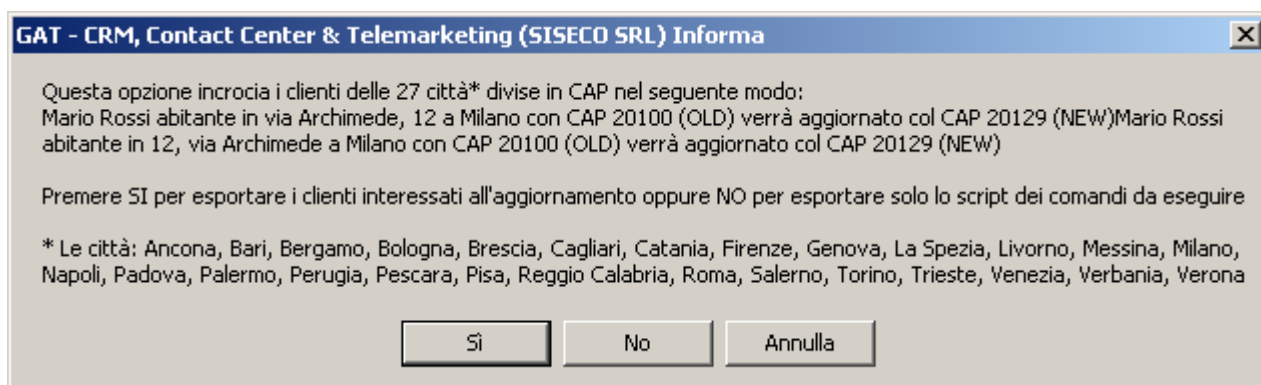 GAT - CRM, Contact Center & Telemarketing (SISECO SRL) Informa
Questa opzione incrocia i clienti delle 27 città* divise in CAP nel seguente modo:
Mario Rossi abitante in via Archimede, 12 a Milano con CAP 20100 (OLD) verrà aggiornato col CAP 20129 (NEW)Mario Rossi
abitante in 12, via Archimede a Milano con CAP 20100 (OLD) verrà aggiornato col CAP 20129 (NEW)
Premere SI per esportare i clienti interessati all'aggiornamento oppure NO per esportare solo lo script dei comandi da eseguire
* Le città: Ancona, Bari, Bergamo, Bologna, Brescia, Cagliari, Catania, Firenze, Genova, La Spezia, Livorno, Messina, Milano,
Napoli, Padova, Palermo, Perugia, Pescara, Pisa, Reggio Calabria, Roma, Salerno, Torino, Trieste, Venezia, Verbania, Verona
Sì No Annulla